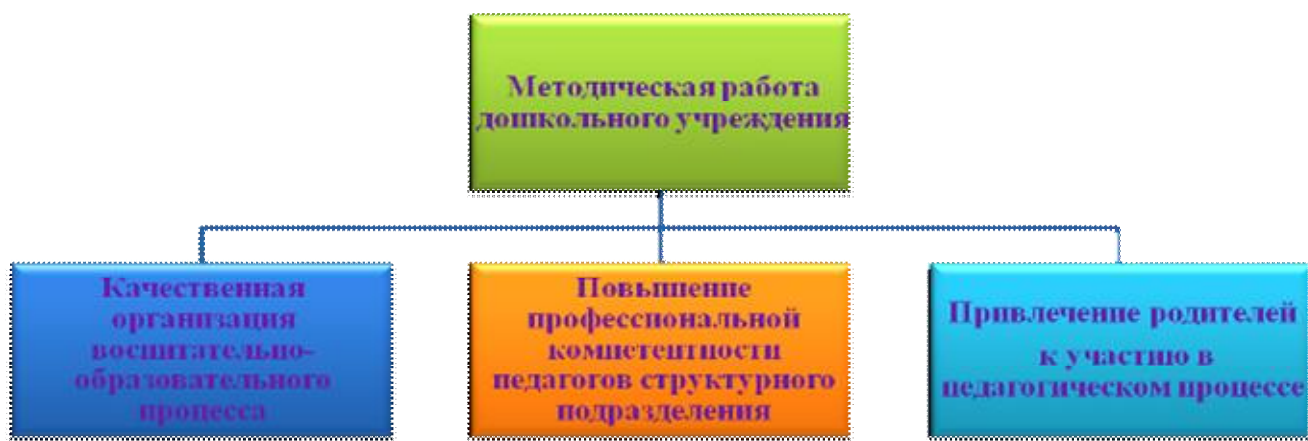 Методическая работа
дошкольного учреждения
Качественная
организация
воспитательно-
образовательного
процесса
Повышение
профессиональной
компетентности
педагогов структурного
подразделения
Привлечение родителей
к участию в
педагогическом процессе